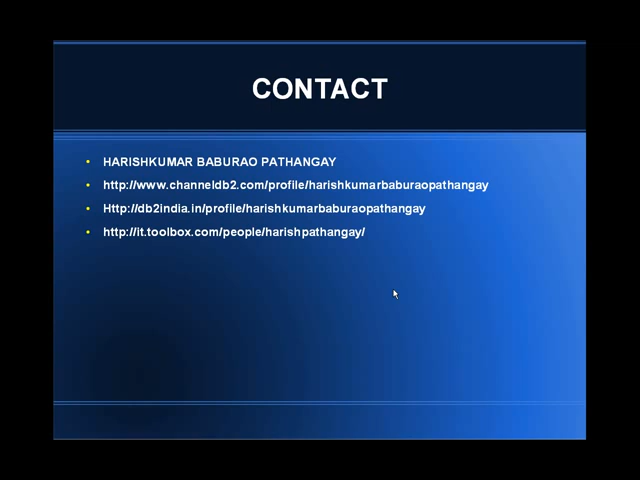 CONTACT
HARISHKUMAR BABURAO PATHANGAY
http://www.channeldb2.com/profile/harishkumarbaburaopathangay
Http://db2india.in/profile/harishkumarbaburaopathangay
http://it.toolbox.com/people/harishpathangay/